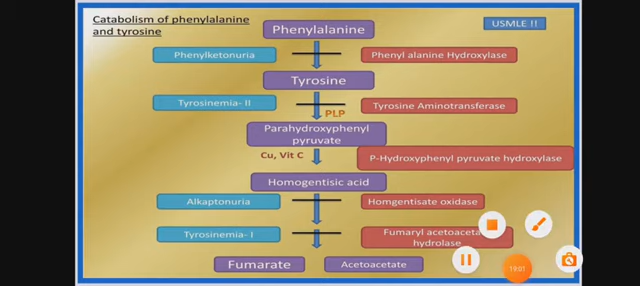 Catabolism of phenylalanine
and tyrosine
Phenylalanine
USMLE !!
Phenylketonuria
Phenyl alanine Hydroxylase
Tyrosine
Tyrosinemia- II
Tyrosine Aminotransferase
PLP
Parahydroxyphenyl
pyruvate
Cu, Vit C
P-Hydroxyphenyl pyruvate hydroxylase
Homogentisic acid
Alkaptonuria
Homgentisate oxidase
Tyrosinemia- I
Fumaryl
hydrolase
Fumarate
Acetoacetate
19:01